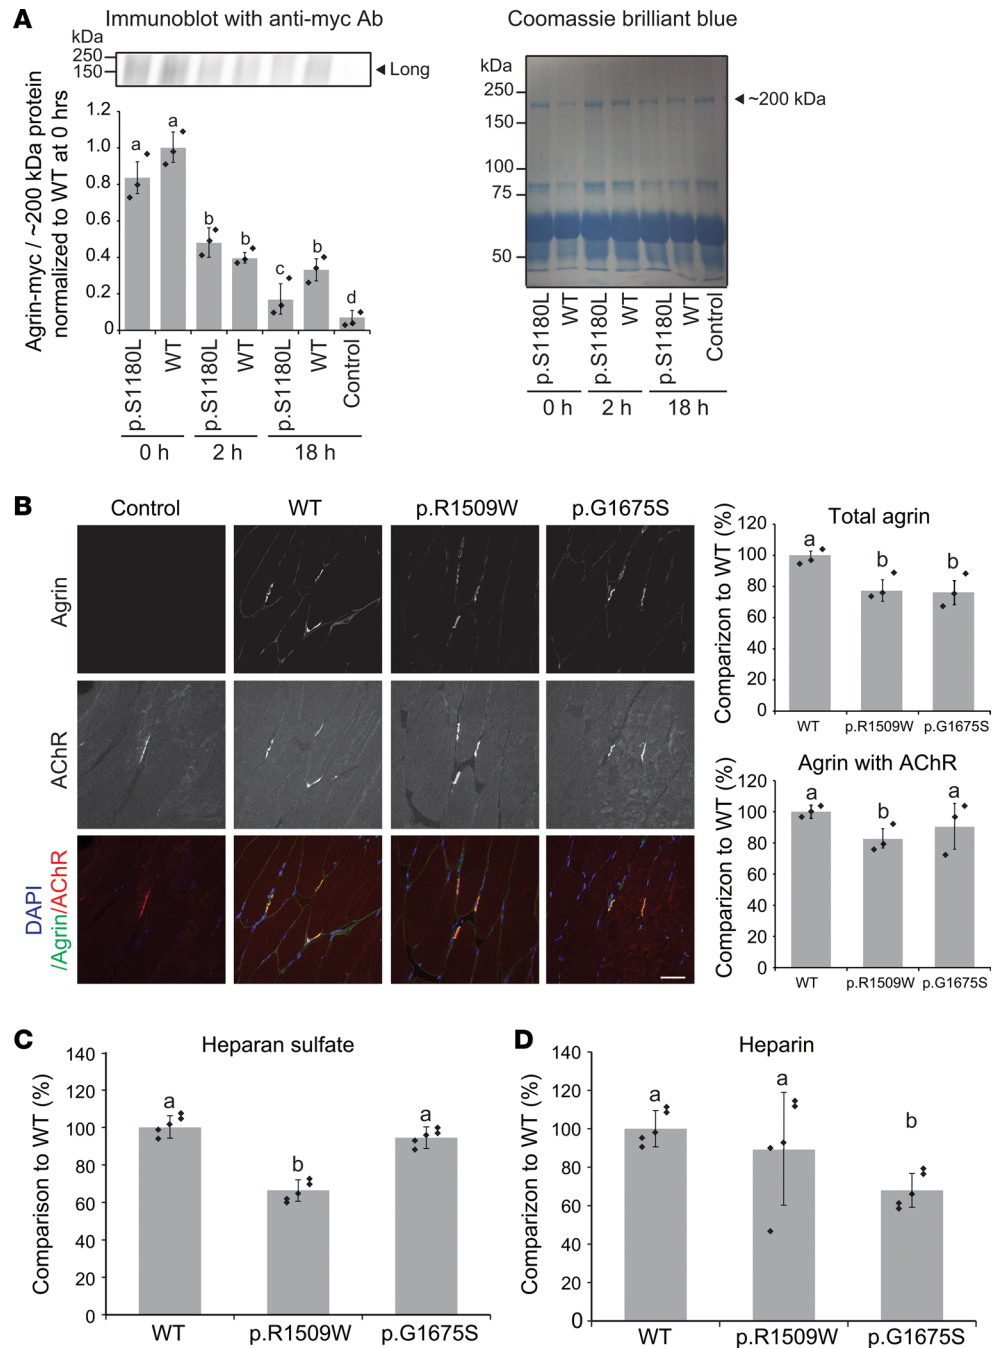 A
Immunoblot with anti-myc Ab
kDa
250
150
Long
Agrin-myc / ~200 kDa protein
normalized to WT at 0 hrs
1.2
1.0
0.8
0.6
0.4
0.2
0
a
a
b
b
c
b
d
p.S1180L
WT
p.S1180L
WT
p.S1180L
WT
Control
0 h
2 h
18 h
Coomassie brilliant blue
kDa
250
150
100
75
50
~200 kDa
p.S1180L
WT
p.S1180L
WT
p.S1180L
WT
Control
0 h
2 h
18 h
B
Control
WT
p.R1509W
p.G1675S
Agrin
AChR
DAPI
/Agrin/AChR
Total agrin
Comparizon to WT (%)
120
100
80
60
40
20
0
a
b
b
WT
p.R1509W
p.G1675S
Agrin with AChR
Comparizon to WT (%)
120
100
80
60
40
20
0
a
b
a
WT
p.R1509W
p.G1675S
C
Heparan sulfate
Comparison to WT (%)
140
120
100
80
60
40
20
0
a
b
a
WT
p.R1509W
p.G1675S
D
Heparin
Comparizon to WT (%)
140
120
100
80
60
40
20
0
a
a
b
WT
p.R1509W
p.G1675S